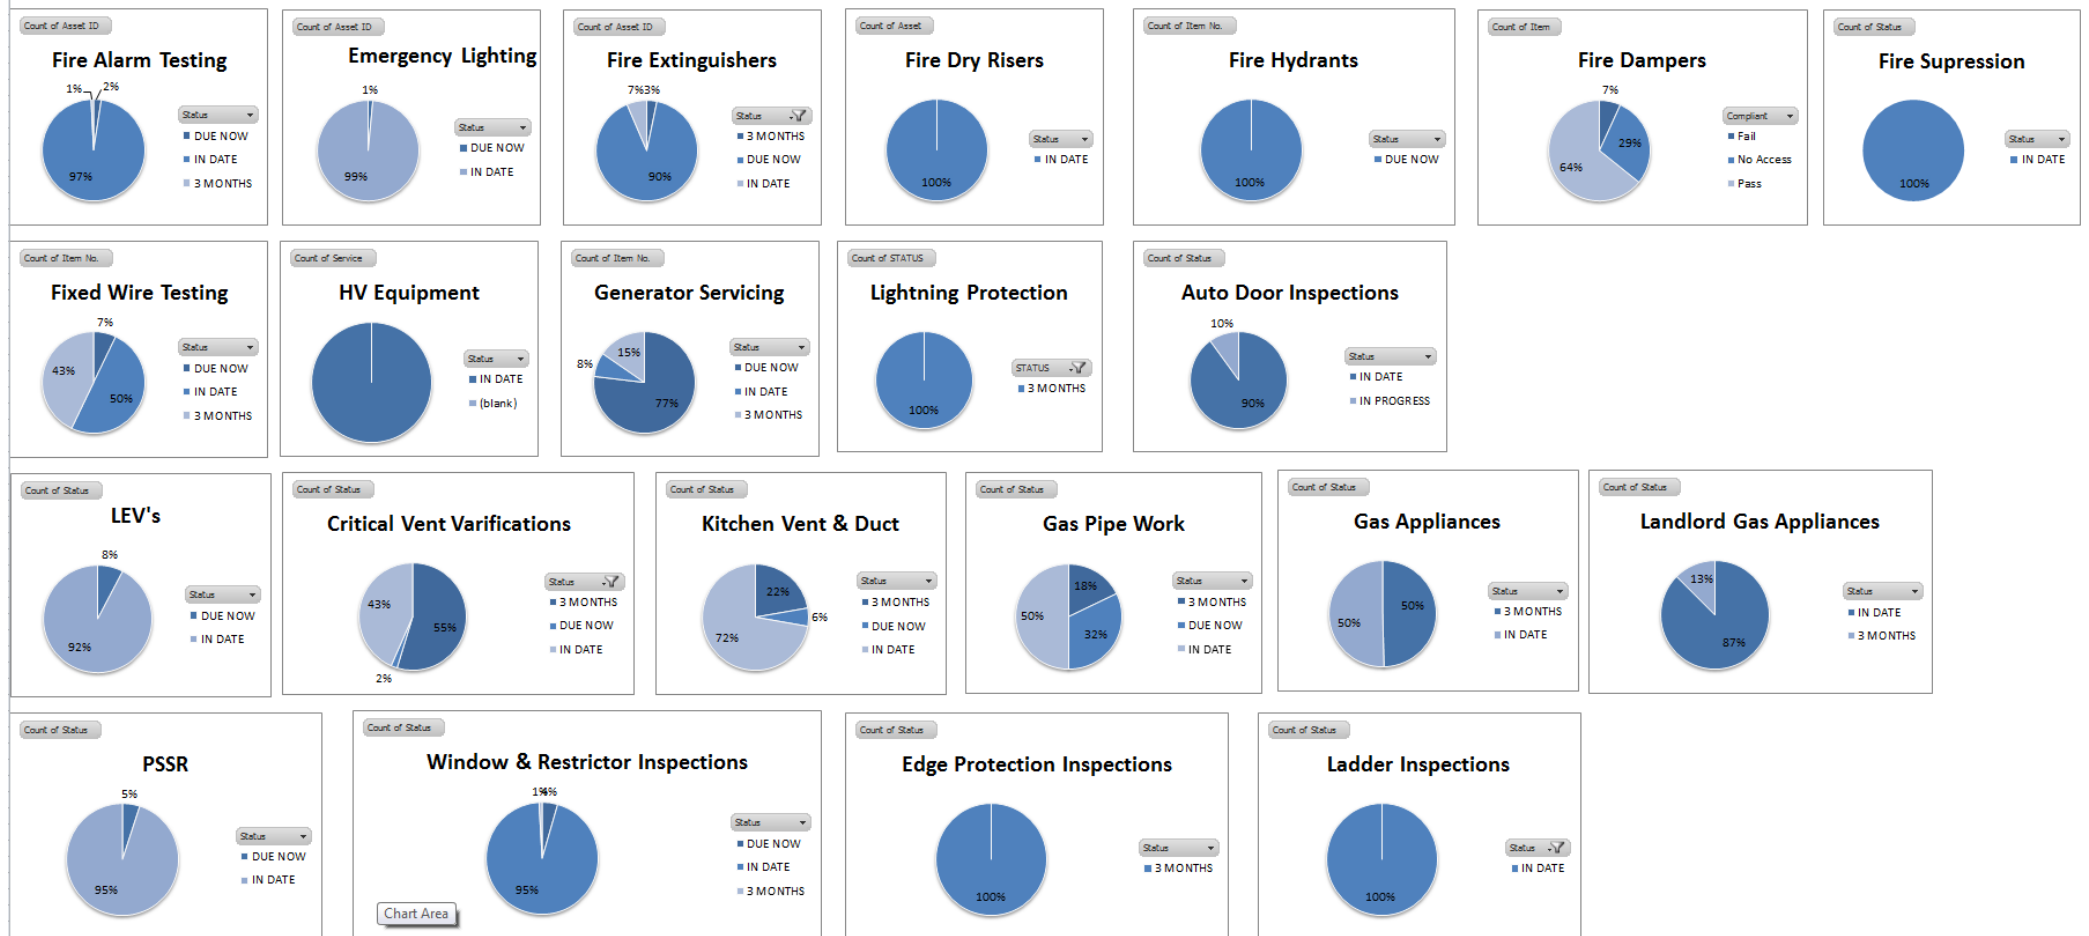 Count of Asset ID
Fire Alarm Testing
1%
2%
97%
Status
DUE NOW
IN DATE
3 MONTHS
Count of Asset ID
Emergency Lighting
1%
99%
Status
DUE NOW
IN DATE
Count of Asset ID
Fire Extinguishers
7%
3%
90%
Status
3 MONTHS
DUE NOW
IN DATE
Count of Asset
Fire Dry Risers
100%
Status
IN DATE
Count of Item No.
Fire Hydrants
100%
Status
DUE NOW
Count of Item
Fire Dampers
7%
29%
64%
Compliant
Fail
No Access
Pass
Count of Status
Fire Supression
100%
Status
IN DATE
Count of Item No.
Fixed Wire Testing
7%
43%
50%
Status
DUE NOW
IN DATE
3 MONTHS
Count of Service
HV Equipment
Status
IN DATE
(blank)
Count of Item No.
Generator Servicing
15%
8%
77%
Status
DUE NOW
IN DATE
3 MONTHS
Count of STATUS
Lightning Protection
100%
STATUS
3 MONTHS
Count of Status
Auto Door Inspections
10%
90%
Status
IN DATE
IN PROGRESS
Count of Status
LEV's
8%
92%
Status
DUE NOW
IN DATE
Count of Status
Critical Vent Varifications
43%
55%
2%
Status
3 MONTHS
DUE NOW
IN DATE
Count of Status
Kitchen Vent & Duct
22%
6%
72%
Status
3 MONTHS
DUE NOW
IN DATE
Count of Status
Gas Pipe Work
18%
50%
32%
Status
3 MONTHS
DUE NOW
IN DATE
Count of Status
Gas Appliances
50%
50%
Status
3 MONTHS
IN DATE
Count of Status
Landlord Gas Appliances
13%
87%
Status
IN DATE
3 MONTHS
Count of Status
PSSR
5%
95%
Status
DUE NOW
IN DATE
Count of Status
Window & Restrictor Inspections
1%
4%
95%
Status
DUE NOW
IN DATE
3 MONTHS
Chart Area
Count of Status
Edge Protection Inspections
100%
Status
3 MONTHS
Count of Status
Ladder Inspections
100%
Status
IN DATE